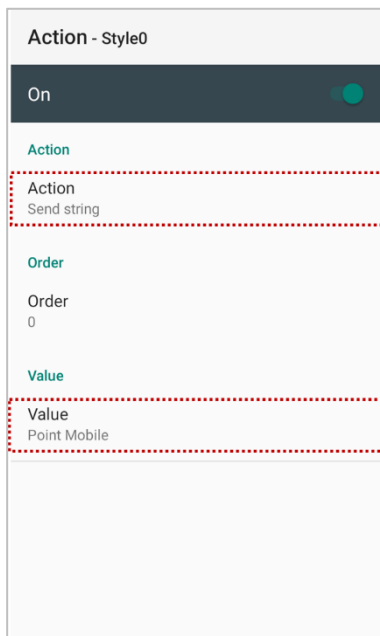 Action - Style0
On
Action
Action
Send string
Order
Order
0
Value
Value
Point Mobile